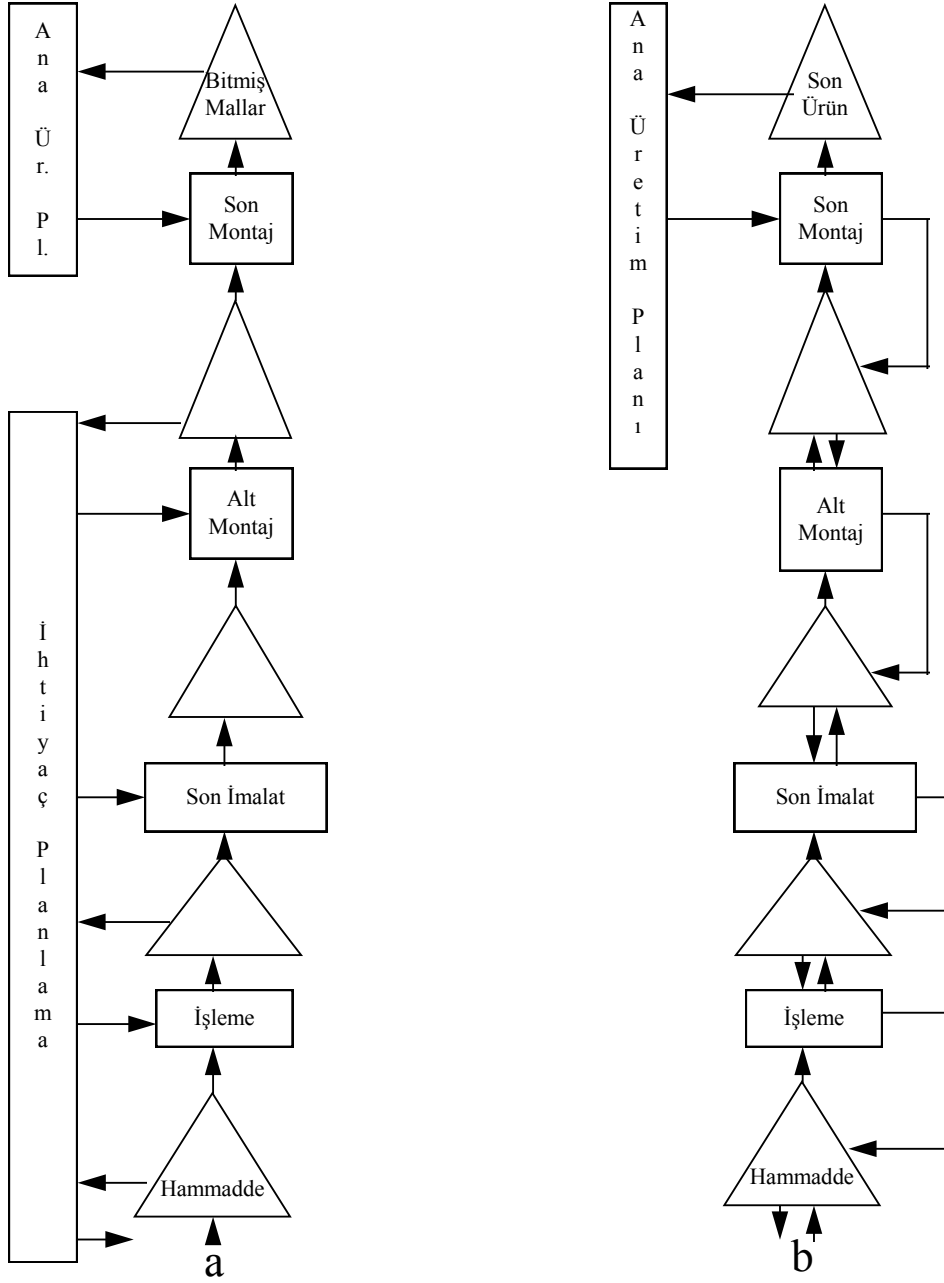 Ana Ür. Pl.
Bitmiş
Mallar
Son
Montaj
Alt
Montaj
İhtiyaç Planlama
Son İmalat
İşleme
Hammadde
a
Ana Üretim Planı
Son
Ürün
Son
Montaj
Alt
Montaj
Son İmalat
İşleme
Hammadde
b